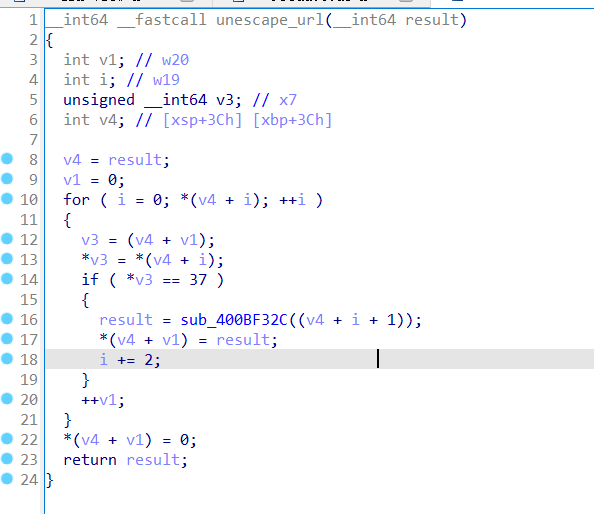 1 __int64 __fastcall unescape_url(__int64 result)
2 {
3   int v1; // w20
4   int i; // w19
5   unsigned __int64 v3; // x7
6   int v4; // [xsp+3Ch] [xbp+3Ch]
7
8   v4 = result;
9   v1 = 0;
10   for ( i = 0; *(v4 + i); ++i )
11   {
12     v3 = (v4 + v1);
13     *v3 = *(v4 + i);
14     if ( *v3 == 37 )
15     {
16       result = sub_400BF32C((v4 + i + 1));
17       *(v4 + v1) = result;
18       i += 2;
19     }
20     ++v1;
21   }
22   *(v4 + v1) = 0;
23   return result;
24 }